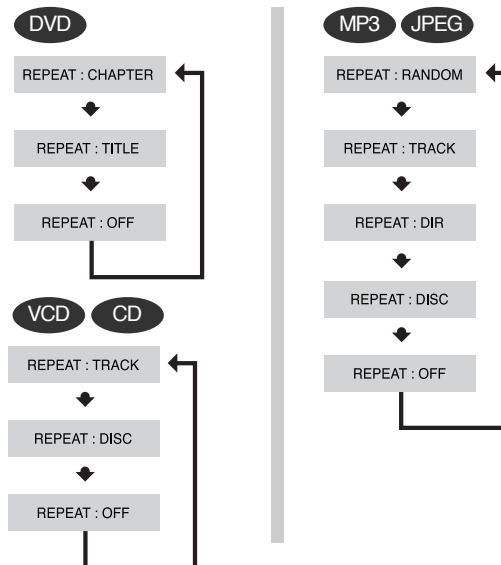 DVD
REPEAT : CHAPTER
REPEAT : TITLE
REPEAT : OFF
VCD CD
REPEAT : TRACK
REPEAT : DISC
REPEAT : OFF
MP3 JPEG
REPEAT : RANDOM
REPEAT : TRACK
REPEAT : DIR
REPEAT : DISC
REPEAT : OFF